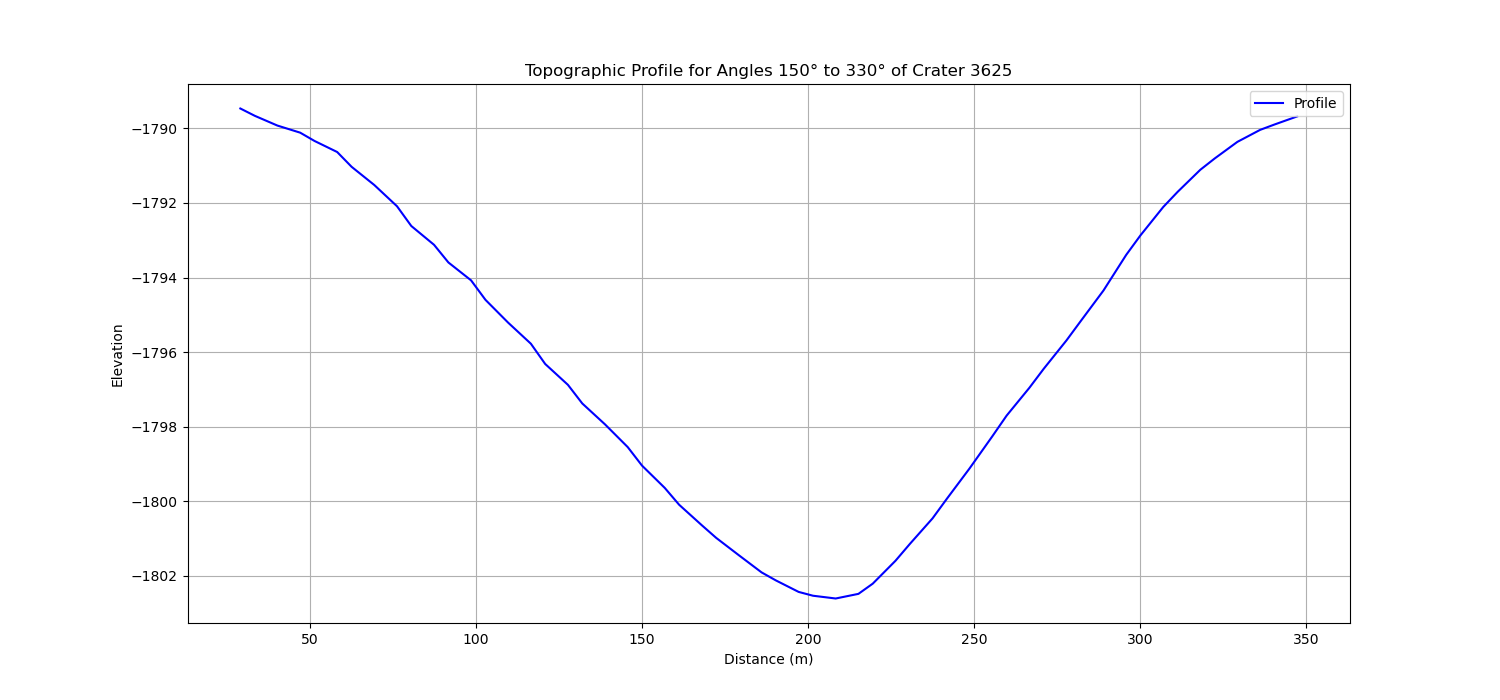 Topographic Profile for Angles 150° to 330° of Crater 3625
Profile
−1790
−1792
−1794
−1796
−1798
−1800
−1802
Elevation
50 100 150 200 250 300 350
Distance (m)